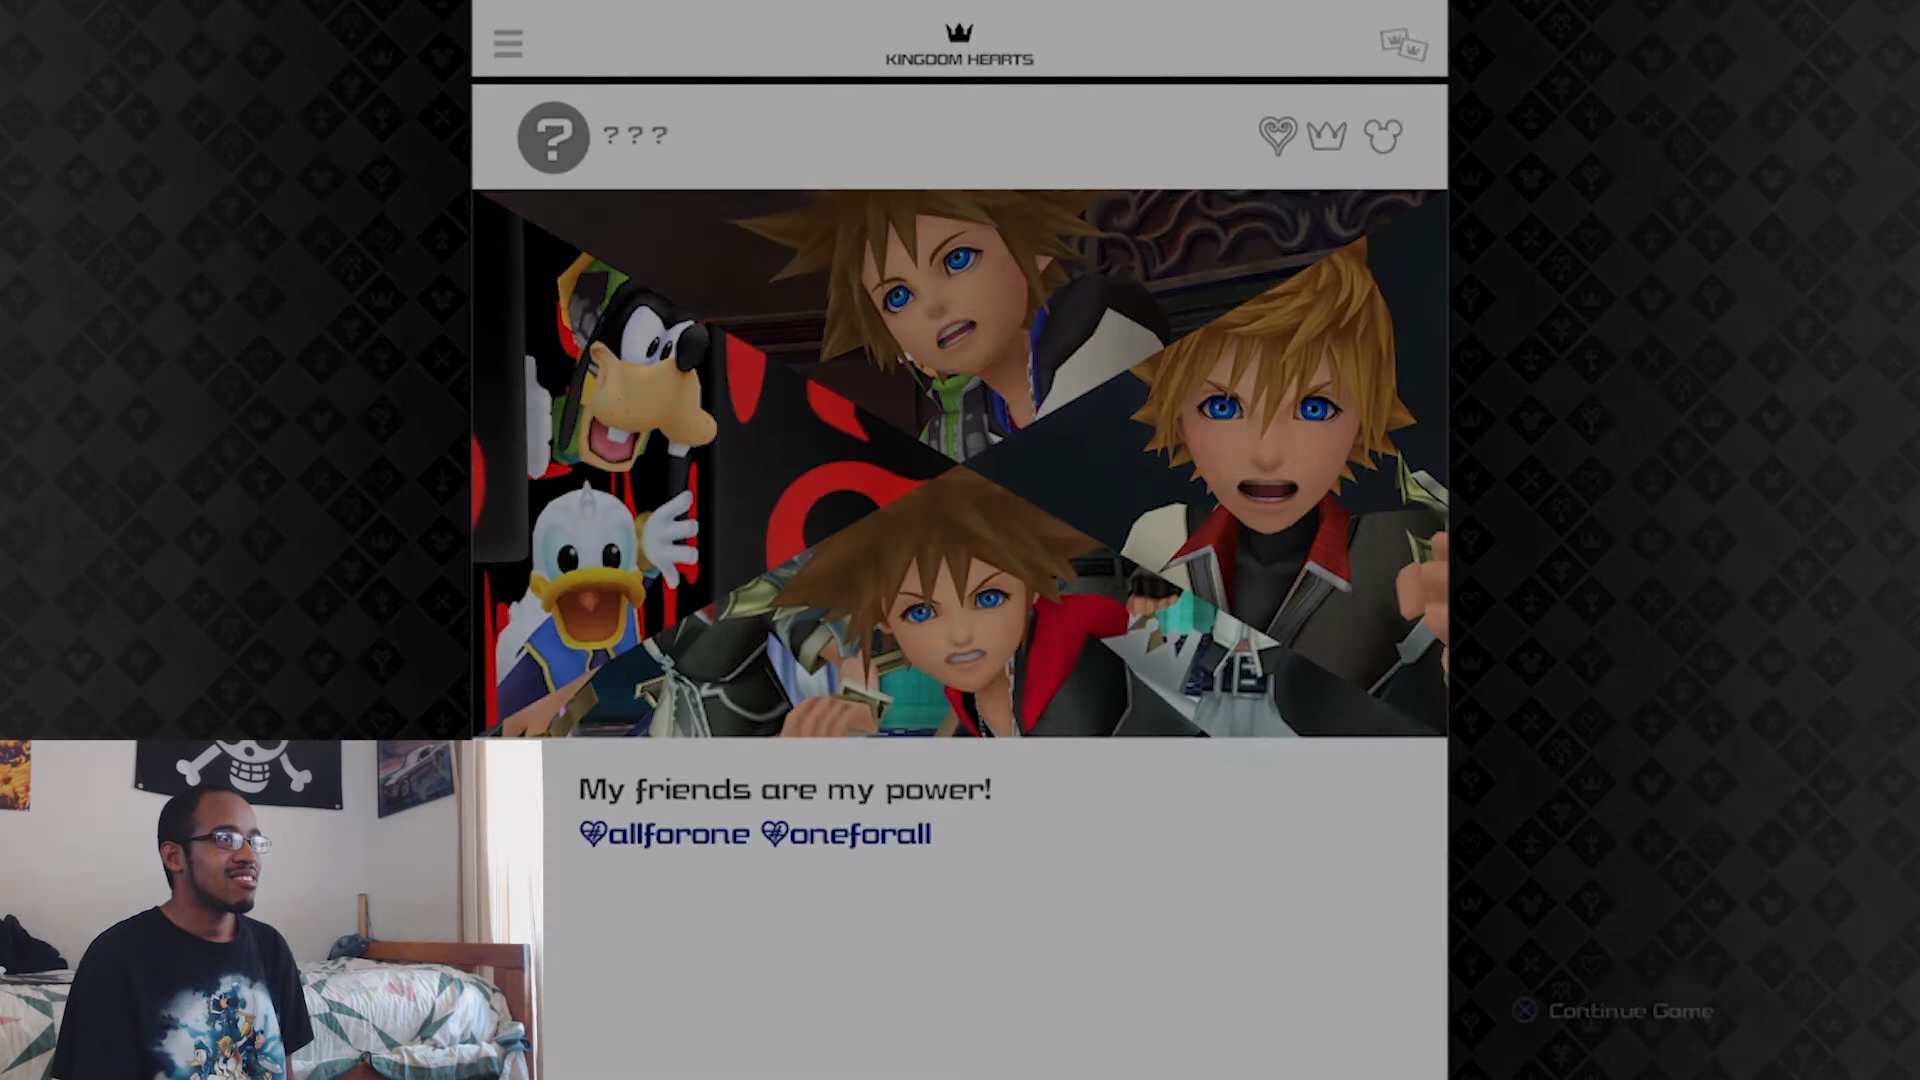 KINGDOM HEARTS
? ? ? ?
My friends are my power!
allforone oneforall
Continue Game